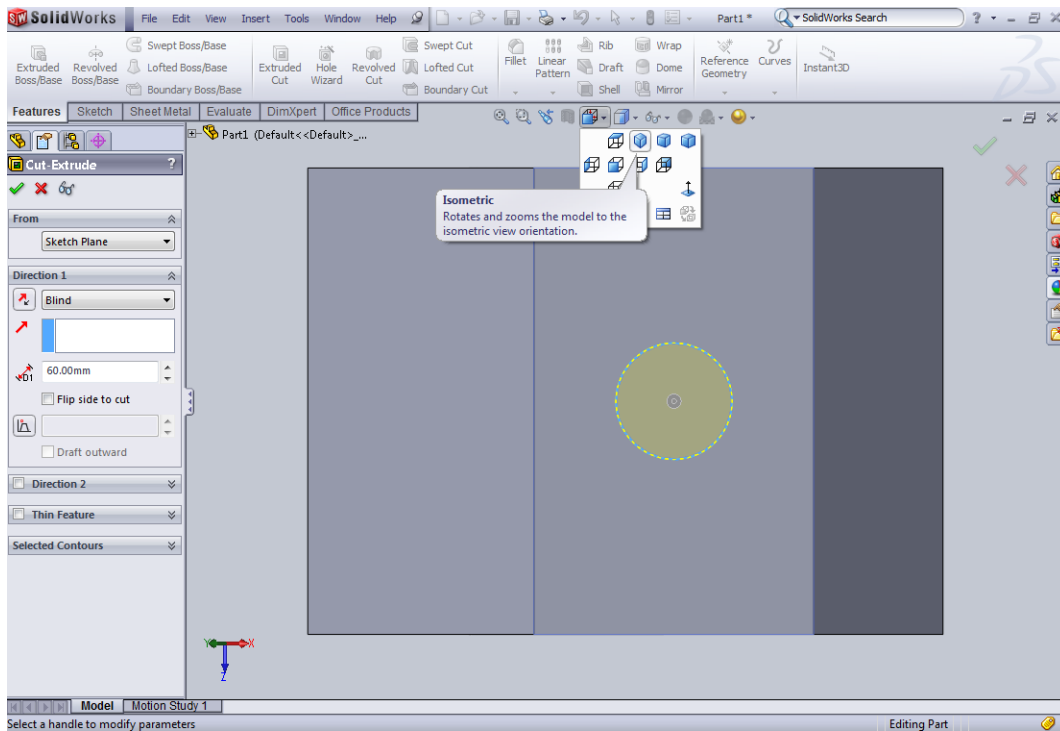 SolidWorks File Edit View Insert Tools Window Help Part1 * SolidWorks Search ?
Extruded Boss/Base
Revolved Boss/Base
Swept Boss/Base
Lofted Boss/Base
Boundary Boss/Base
Extruded Cut
Hole Wizard
Revolved Cut
Swept Cut
Lofted Cut
Boundary Cut
Fillet
Linear Pattern
Rib
Draft
Shell
Wrap
Dome
Mirror
Reference Geometry
Curves
Instant3D
Features Sketch Sheet Metal Evaluate DimXpert Office Products
Part1 (Default<<Default>_...
Cut-Extrude ?
From
Sketch Plane
Direction 1
Blind
D1 60.00mm
Flip side to cut
Draft outward
Direction 2
Thin Feature
Selected Contours
Isometric
Rotates and zooms the model to the
isometric view orientation.
Y X
Z
Model Motion Study 1
Select a handle to modify parameters Editing Part